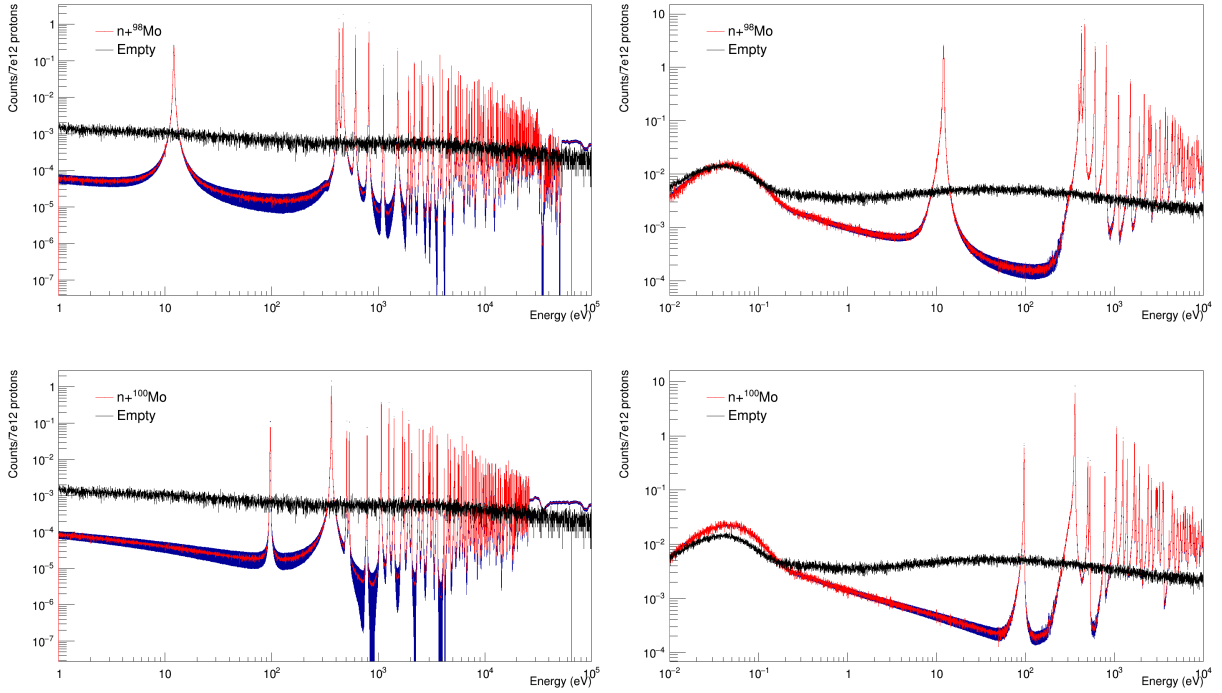 Counts/7e12 protons
1
10⁻¹
10⁻²
10⁻³
10⁻⁴
10⁻⁵
10⁻⁶
10⁻⁷
n+⁹⁸Mo
Empty
1 10 10² 10³ 10⁴ 10⁵
Energy (eV)
Counts/7e12 protons
10
1
10⁻¹
10⁻²
10⁻³
10⁻⁴
n+⁹⁸Mo
Empty
10⁻² 10⁻¹ 1 10 10² 10³ 10⁴
Energy (eV)
Counts/7e12 protons
1
10⁻¹
10⁻²
10⁻³
10⁻⁴
10⁻⁵
10⁻⁶
10⁻⁷
n+¹⁰⁰Mo
Empty
1 10 10² 10³ 10⁴ 10⁵
Energy (eV)
Counts/7e12 protons
10
1
10⁻¹
10⁻²
10⁻³
10⁻⁴
n+¹⁰⁰Mo
Empty
10⁻² 10⁻¹ 1 10 10² 10³ 10⁴
Energy (eV)